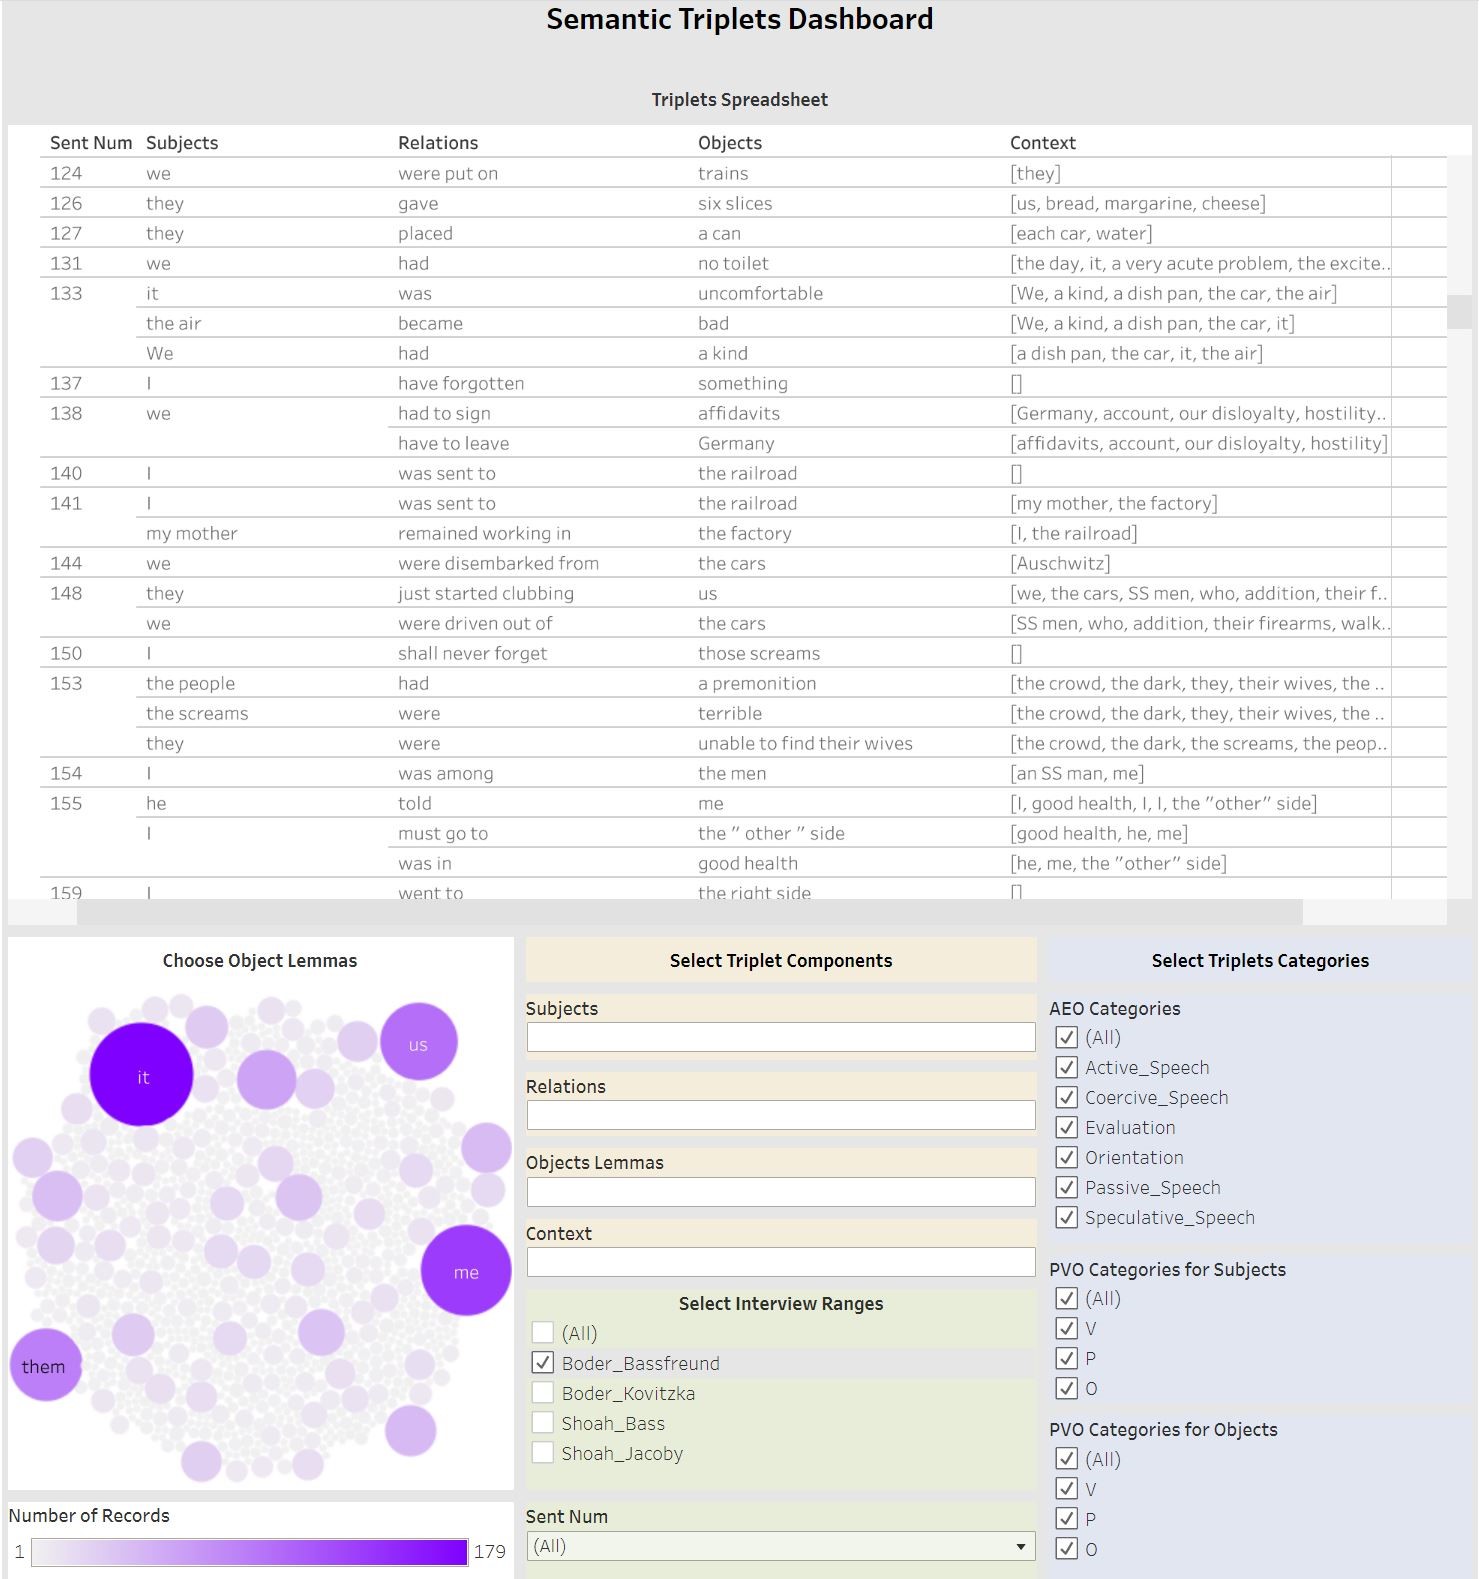 Semantic Triplets Dashboard
Triplets Spreadsheet
Sent Num Subjects Relations Objects Context
124 we were put on trains [they]
126 they gave six slices [us, bread, margarine, cheese]
127 they placed a can [each car, water]
131 we had no toilet [the day, it, a very acute problem, the excite..
133 it was uncomfortable [We, a kind, a dish pan, the car, the air]
the air became bad [We, a kind, a dish pan, the car, it]
We had a kind [a dish pan, the car, it, the air]
137 I have forgotten something []
138 we had to sign affidavits [Germany, account, our disloyalty, hostility..
have to leave Germany [affidavits, account, our disloyalty, hostility]
140 I was sent to the railroad []
141 I was sent to the railroad [my mother, the factory]
my mother remained working in the factory [I, the railroad]
144 we were disembarked from the cars [Auschwitz]
148 they just started clubbing us [we, the cars, SS men, who, addition, their f..
we were driven out of the cars [SS men, who, addition, their firearms, walk..
150 I shall never forget those screams []
153 the people had a premonition [the crowd, the dark, they, their wives, the ..
the screams were terrible [the crowd, the dark, they, their wives, the ..
they were unable to find their wives [the crowd, the dark, the screams, the peop..
154 I was among the men [an SS man, me]
155 he told me [I, good health, I, I, the "other" side]
I must go to the " other " side [good health, he, me]
was in good health [he, me, the "other" side]
159 I went to the right side []
Choose Object Lemmas
it
us
me
them
Number of Records
1 179
Select Triplet Components
Subjects
Relations
Objects Lemmas
Context
Select Interview Ranges
(All)
Boder_Bassfreund
Boder_Kovitzka
Shoah_Bass
Shoah_Jacoby
Sent Num
(All)
Select Triplets Categories
AEO Categories
(All)
Active_Speech
Coercive_Speech
Evaluation
Orientation
Passive_Speech
Speculative_Speech
PVO Categories for Subjects
(All)
V
P
O
PVO Categories for Objects
(All)
V
P
O